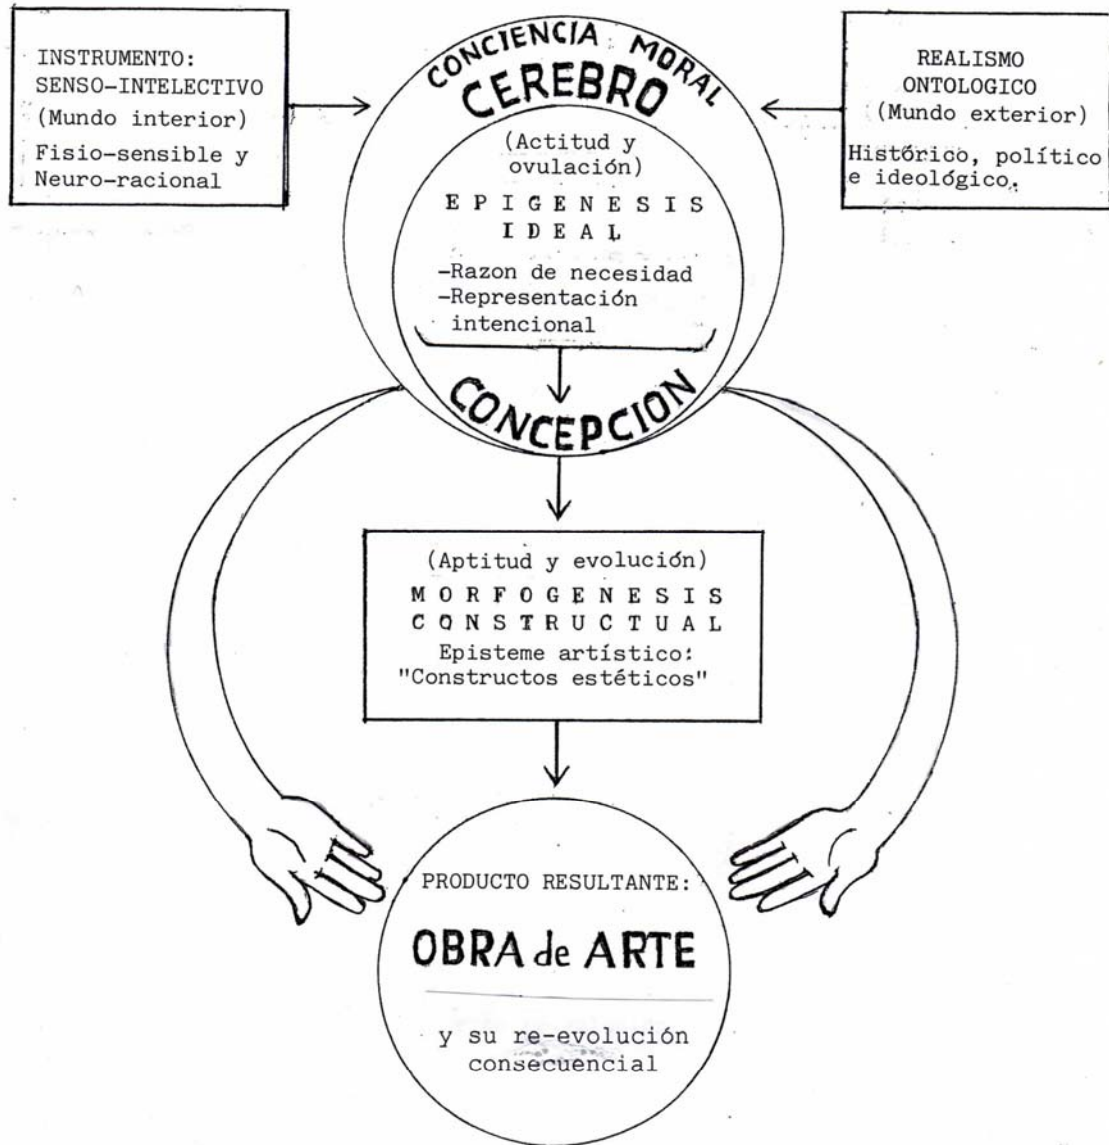 INSTRUMENTO:
SENSO-INTELECTIVO
(Mundo interior)
Fisio-sensible y
Neuro-racional
CONCIENCIA MORAL
CEREBRO
(Actitud y
ovulación)
EPIGENESIS
IDEAL
-Razon de necesidad
-Representación
intencional
CONCEPCION
REALISMO
ONTOLOGICO
(Mundo exterior)
Histórico, político
e ideológico.
(Aptitud y evolución)
MORFOGENESIS
CONSTRUCTUAL
Episteme artístico:
"Constructos estéticos"
PRODUCTO RESULTANTE:
OBRA de ARTE
y su re-evolución
consecuencial